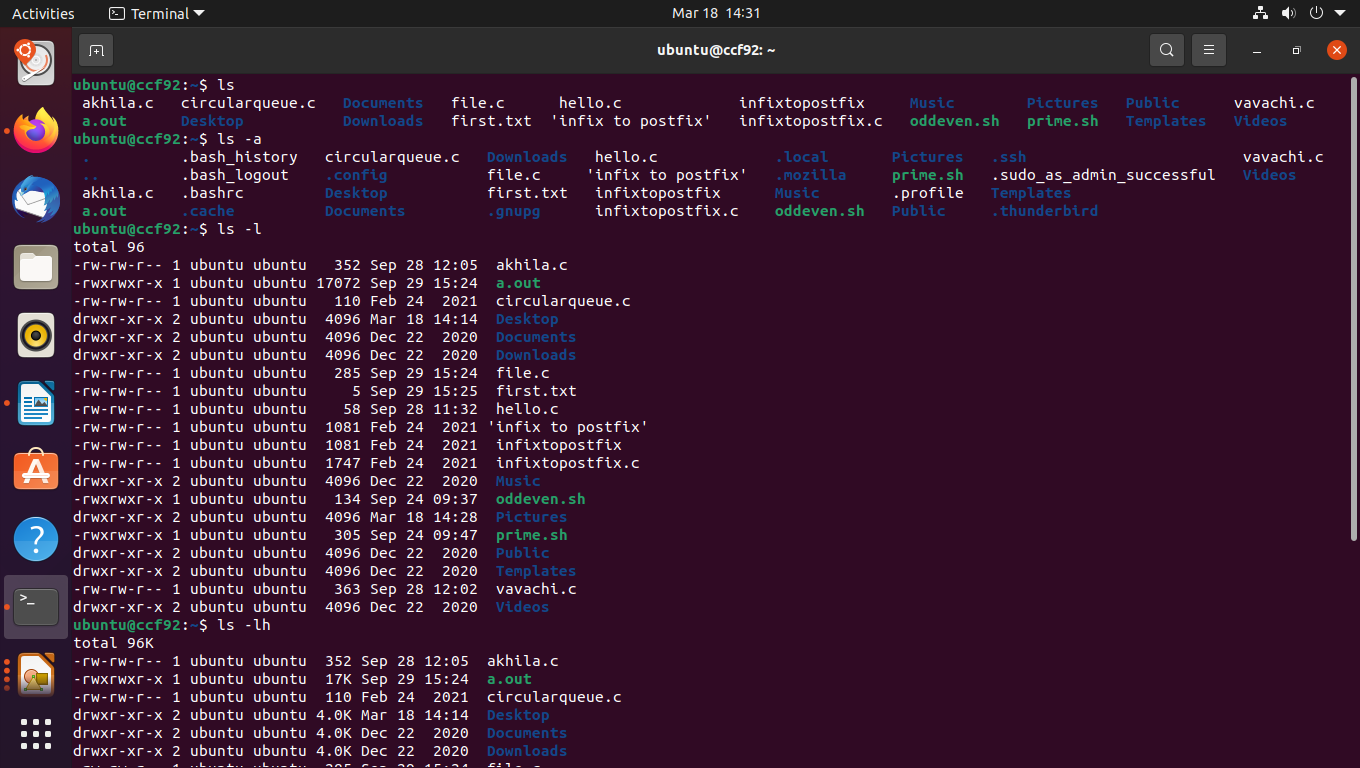 Activities Terminal Mar 18 14:31
ubuntu@ccf92: ~
ubuntu@ccf92:~$ ls
akhila.c circularqueue.c Documents file.c hello.c infixtopostfix Music Pictures Public vavachi.c
a.out Desktop Downloads first.txt 'infix to postfix' infixtopostfix.c oddeven.sh prime.sh Templates Videos
ubuntu@ccf92:~$ ls -a
. .bash_history circularqueue.c Downloads hello.c .local Pictures .ssh vavachi.c
.. .bash_logout .config file.c 'infix to postfix' .mozilla prime.sh .sudo_as_admin_successful Videos
akhila.c .bashrc Desktop first.txt infixtopostfix Music .profile Templates
a.out .cache Documents .gnupg infixtopostfix.c oddeven.sh Public .thunderbird
ubuntu@ccf92:~$ ls -l
total 96
-rw-rw-r-- 1 ubuntu ubuntu 352 Sep 28 12:05 akhila.c
-rwxrwxr-x 1 ubuntu ubuntu 17072 Sep 29 15:24 a.out
-rw-rw-r-- 1 ubuntu ubuntu 110 Feb 24 2021 circularqueue.c
drwxr-xr-x 2 ubuntu ubuntu 4096 Mar 18 14:14 Desktop
drwxr-xr-x 2 ubuntu ubuntu 4096 Dec 22 2020 Documents
drwxr-xr-x 2 ubuntu ubuntu 4096 Dec 22 2020 Downloads
-rw-rw-r-- 1 ubuntu ubuntu 285 Sep 29 15:24 file.c
-rw-rw-r-- 1 ubuntu ubuntu 5 Sep 29 15:25 first.txt
-rw-rw-r-- 1 ubuntu ubuntu 58 Sep 28 11:32 hello.c
-rw-rw-r-- 1 ubuntu ubuntu 1081 Feb 24 2021 'infix to postfix'
-rw-rw-r-- 1 ubuntu ubuntu 1081 Feb 24 2021 infixtopostfix
-rw-rw-r-- 1 ubuntu ubuntu 1747 Feb 24 2021 infixtopostfix.c
drwxr-xr-x 2 ubuntu ubuntu 4096 Dec 22 2020 Music
-rwxrwxr-x 1 ubuntu ubuntu 134 Sep 24 09:37 oddeven.sh
drwxr-xr-x 2 ubuntu ubuntu 4096 Mar 18 14:28 Pictures
-rwxrwxr-x 1 ubuntu ubuntu 305 Sep 24 09:47 prime.sh
drwxr-xr-x 2 ubuntu ubuntu 4096 Dec 22 2020 Public
drwxr-xr-x 2 ubuntu ubuntu 4096 Dec 22 2020 Templates
-rw-rw-r-- 1 ubuntu ubuntu 363 Sep 28 12:02 vavachi.c
drwxr-xr-x 2 ubuntu ubuntu 4096 Dec 22 2020 Videos
ubuntu@ccf92:~$ ls -lh
total 96K
-rw-rw-r-- 1 ubuntu ubuntu 352 Sep 28 12:05 akhila.c
-rwxrwxr-x 1 ubuntu ubuntu 17K Sep 29 15:24 a.out
-rw-rw-r-- 1 ubuntu ubuntu 110 Feb 24 2021 circularqueue.c
drwxr-xr-x 2 ubuntu ubuntu 4.0K Mar 18 14:14 Desktop
drwxr-xr-x 2 ubuntu ubuntu 4.0K Dec 22 2020 Documents
drwxr-xr-x 2 ubuntu ubuntu 4.0K Dec 22 2020 Downloads